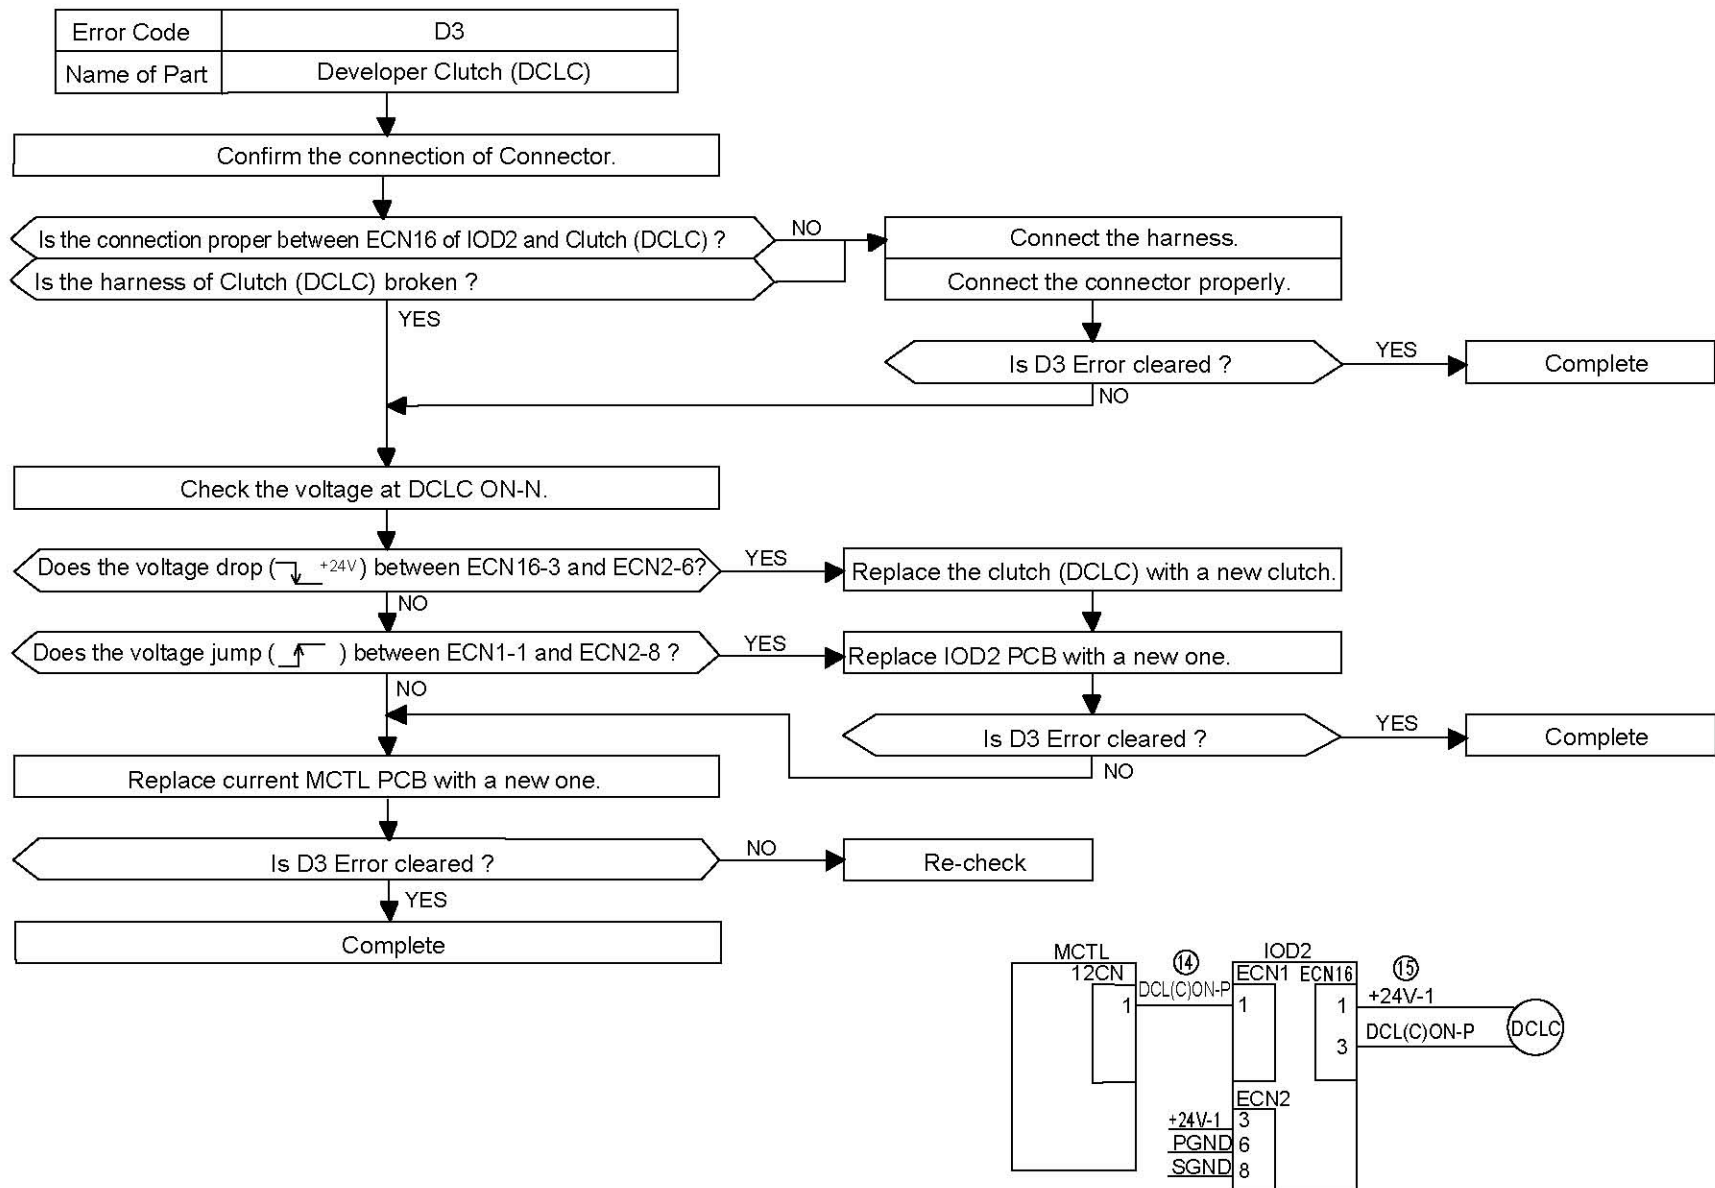 Error Code
D3
Name of Part
Developer Clutch (DCLC)
Confirm the connection of Connector.
Is the connection proper between ECN16 of IOD2 and Clutch (DCLC) ?
NO
Connect the harness.
Is the harness of Clutch (DCLC) broken ?
Connect the connector properly.
YES
Is D3 Error cleared ?
YES
Complete
NO
Check the voltage at DCLC ON-N.
Does the voltage drop ( +24V) between ECN16-3 and ECN2-6?
YES
Replace the clutch (DCLC) with a new clutch.
NO
Does the voltage jump ( ) between ECN1-1 and ECN2-8 ?
YES
Replace IOD2 PCB with a new one.
NO
Is D3 Error cleared ?
YES
Complete
NO
Replace current MCTL PCB with a new one.
Is D3 Error cleared ?
NO
Re-check
YES
Complete
MCTL
12CN
1
⑭
DCL(C)ON-P
IOD2
ECN1
1
ECN16
1
3
⑮
+24V-1
DCL(C)ON-P
DCLC
ECN2
+24V-1 3
PGND 6
SGND 8